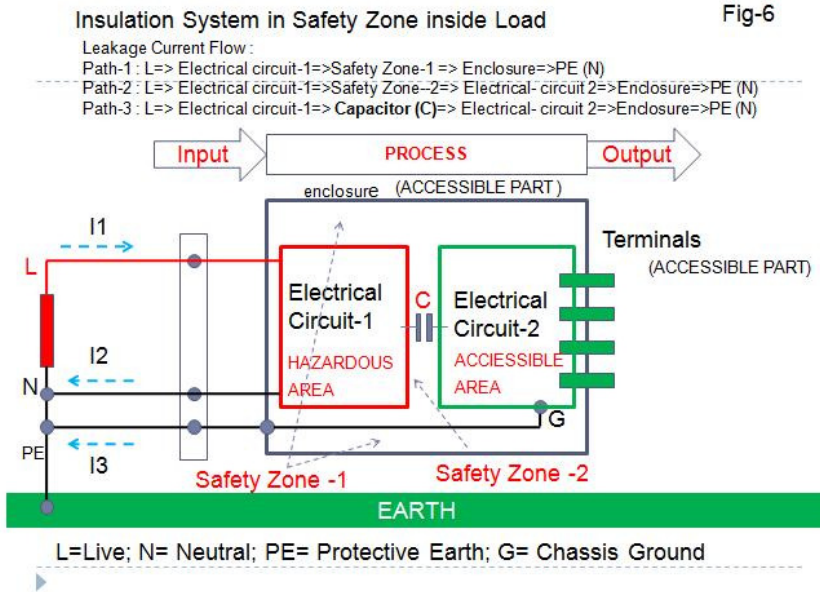 Insulation System in Safety Zone inside Load
Fig-6
Leakage Current Flow :
Path-1 : L=> Electrical circuit-1=>Safety Zone-1 => Enclosure=>PE (N)
Path-2 : L=> Electrical circuit-1=>Safety Zone--2=> Electrical- circuit 2=>Enclosure=>PE (N)
Path-3 : L=> Electrical circuit-1=> Capacitor (C)=> Electrical- circuit 2=>Enclosure=>PE (N)
Input
PROCESS
Output
enclosure (ACCESSIBLE PART )
I1
Terminals
(ACCESSIBLE PART)
L
Electrical
Circuit-1
C
Electrical
Circuit-2
I2
HAZARDOUS
AREA
ACCIESSIBLE
AREA
N
G
PE
I3
Safety Zone -1
Safety Zone -2
EARTH
L=Live; N= Neutral; PE= Protective Earth; G= Chassis Ground